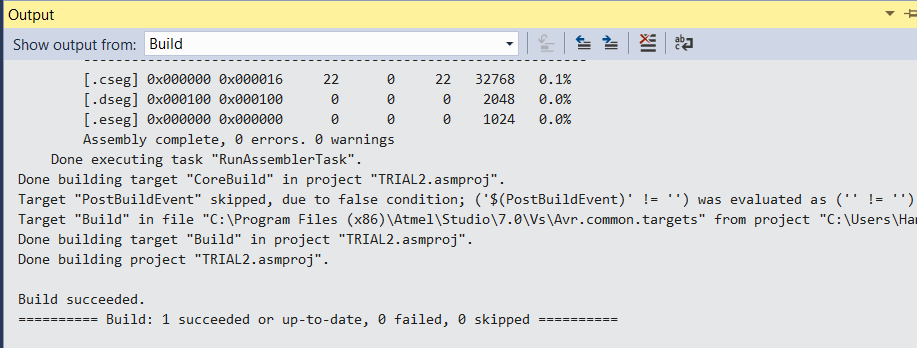 Output
Show output from: Build
[.cseg] 0x000000 0x000016 22 0 22 32768 0.1%
[.dseg] 0x000100 0x000100 0 0 0 2048 0.0%
[.eseg] 0x000000 0x000000 0 0 0 1024 0.0%
Assembly complete, 0 errors. 0 warnings
Done executing task "RunAssemblerTask".
Done building target "CoreBuild" in project "TRIAL2.asmproj".
Target "PostBuildEvent" skipped, due to false condition; ('$(PostBuildEvent)' != '') was evaluated as ('' != '')
Target "Build" in file "C:\Program Files (x86)\Atmel\Studio\7.0\Vs\Avr.common.targets" from project "C:\Users\Ha
Done building target "Build" in project "TRIAL2.asmproj".
Done building project "TRIAL2.asmproj".
Build succeeded.
========== Build: 1 succeeded or up-to-date, 0 failed, 0 skipped ==========